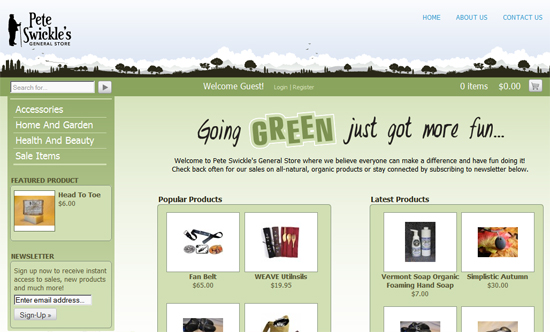 Pete
Swickle's
GENERAL STORE
HOME ABOUT US CONTACT US
Search for...
Welcome Guest! Login | Register
0 items $0.00
Accessories
Home And Garden
Health And Beauty
Sale Items
FEATURED PRODUCT
Head To Toe
$6.00
NEWSLETTER
Sign up now to receive instant
access to sales, new products
and much more!
Enter email address...
Sign-Up »
Going GREEN just got more fun...
Welcome to Pete Swickle's General Store where we believe everyone can make a difference and have fun doing it!
Check back often for our sales on all-natural, organic products or stay connected by subscribing to newsletter below.
Popular Products
Fan Belt
$65.00
WEAVE Utilnsils
$19.95
Latest Products
Vermont Soap Organic
Foaming Hand Soap
$7.00
Simplistic Autumn
$30.00